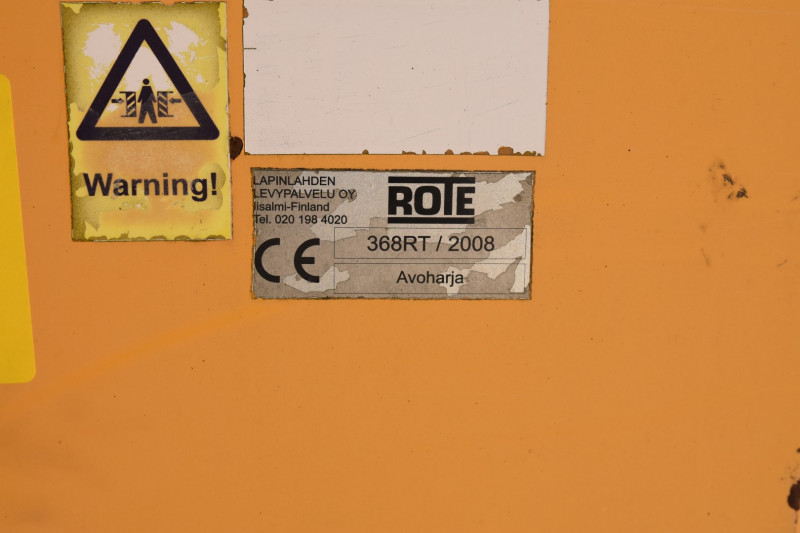 Warning!
LAPINLAHDEN
LEVYPALVELU OY
Iisalmi-Finland
Tel. 020 198 4020
ROTE
CE
368RT / 2008
Avoharja